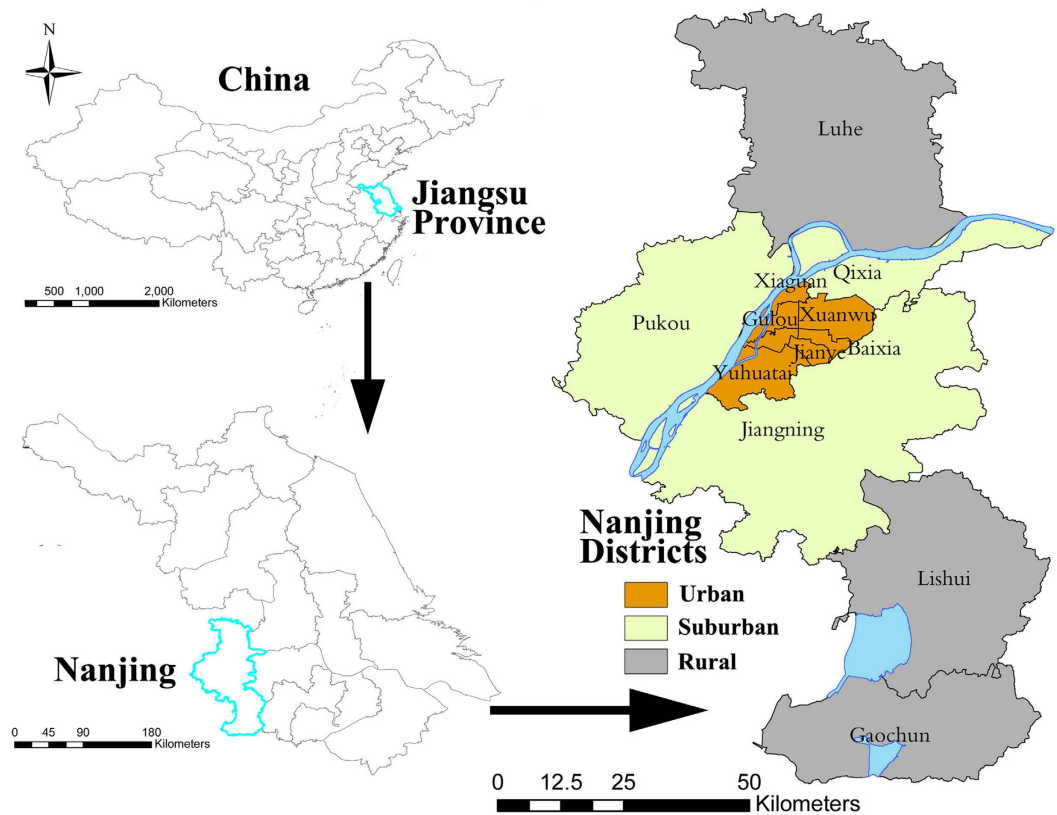 N
China
Jiangsu
Province
500 1,000 2,000
Kilometers
Nanjing
0 45 90 180
Kilometers
Luhe
Qixia
Xiaguan
Pukou
Gulou
Xuanwu
Jianye
Baixia
Yuhuatai
Jiangning
Nanjing
Districts
Urban
Suburban
Rural
Lishui
Gaochun
0 12.5 25 50
Kilometers